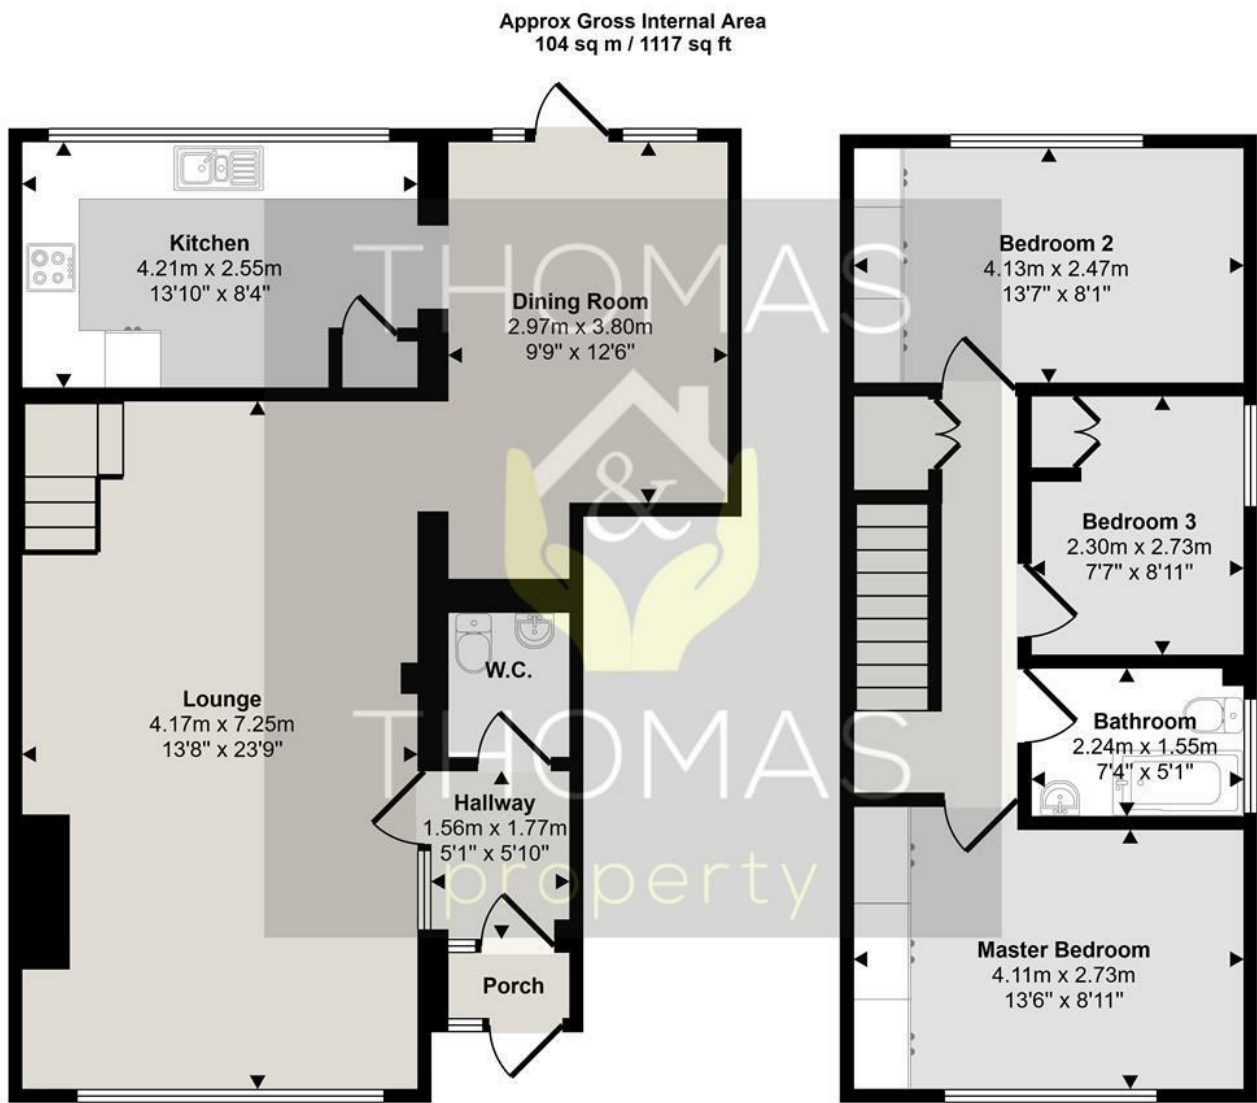 Approx Gross Internal Area
104 sq m / 1117 sq ft
Kitchen
4.21m x 2.55m
13'10" x 8'4"
Dining Room
2.97m x 3.80m
9'9" x 12'6"
Lounge
4.17m x 7.25m
13'8" x 23'9"
W.C.
Hallway
1.56m x 1.77m
5'1" x 5'10"
Porch
Bedroom 2
4.13m x 2.47m
13'7" x 8'1"
Bedroom 3
2.30m x 2.73m
7'7" x 8'11"
Bathroom
2.24m x 1.55m
7'4" x 5'1"
Master Bedroom
4.11m x 2.73m
13'6" x 8'11"
THOMAS
&
THOMAS
property